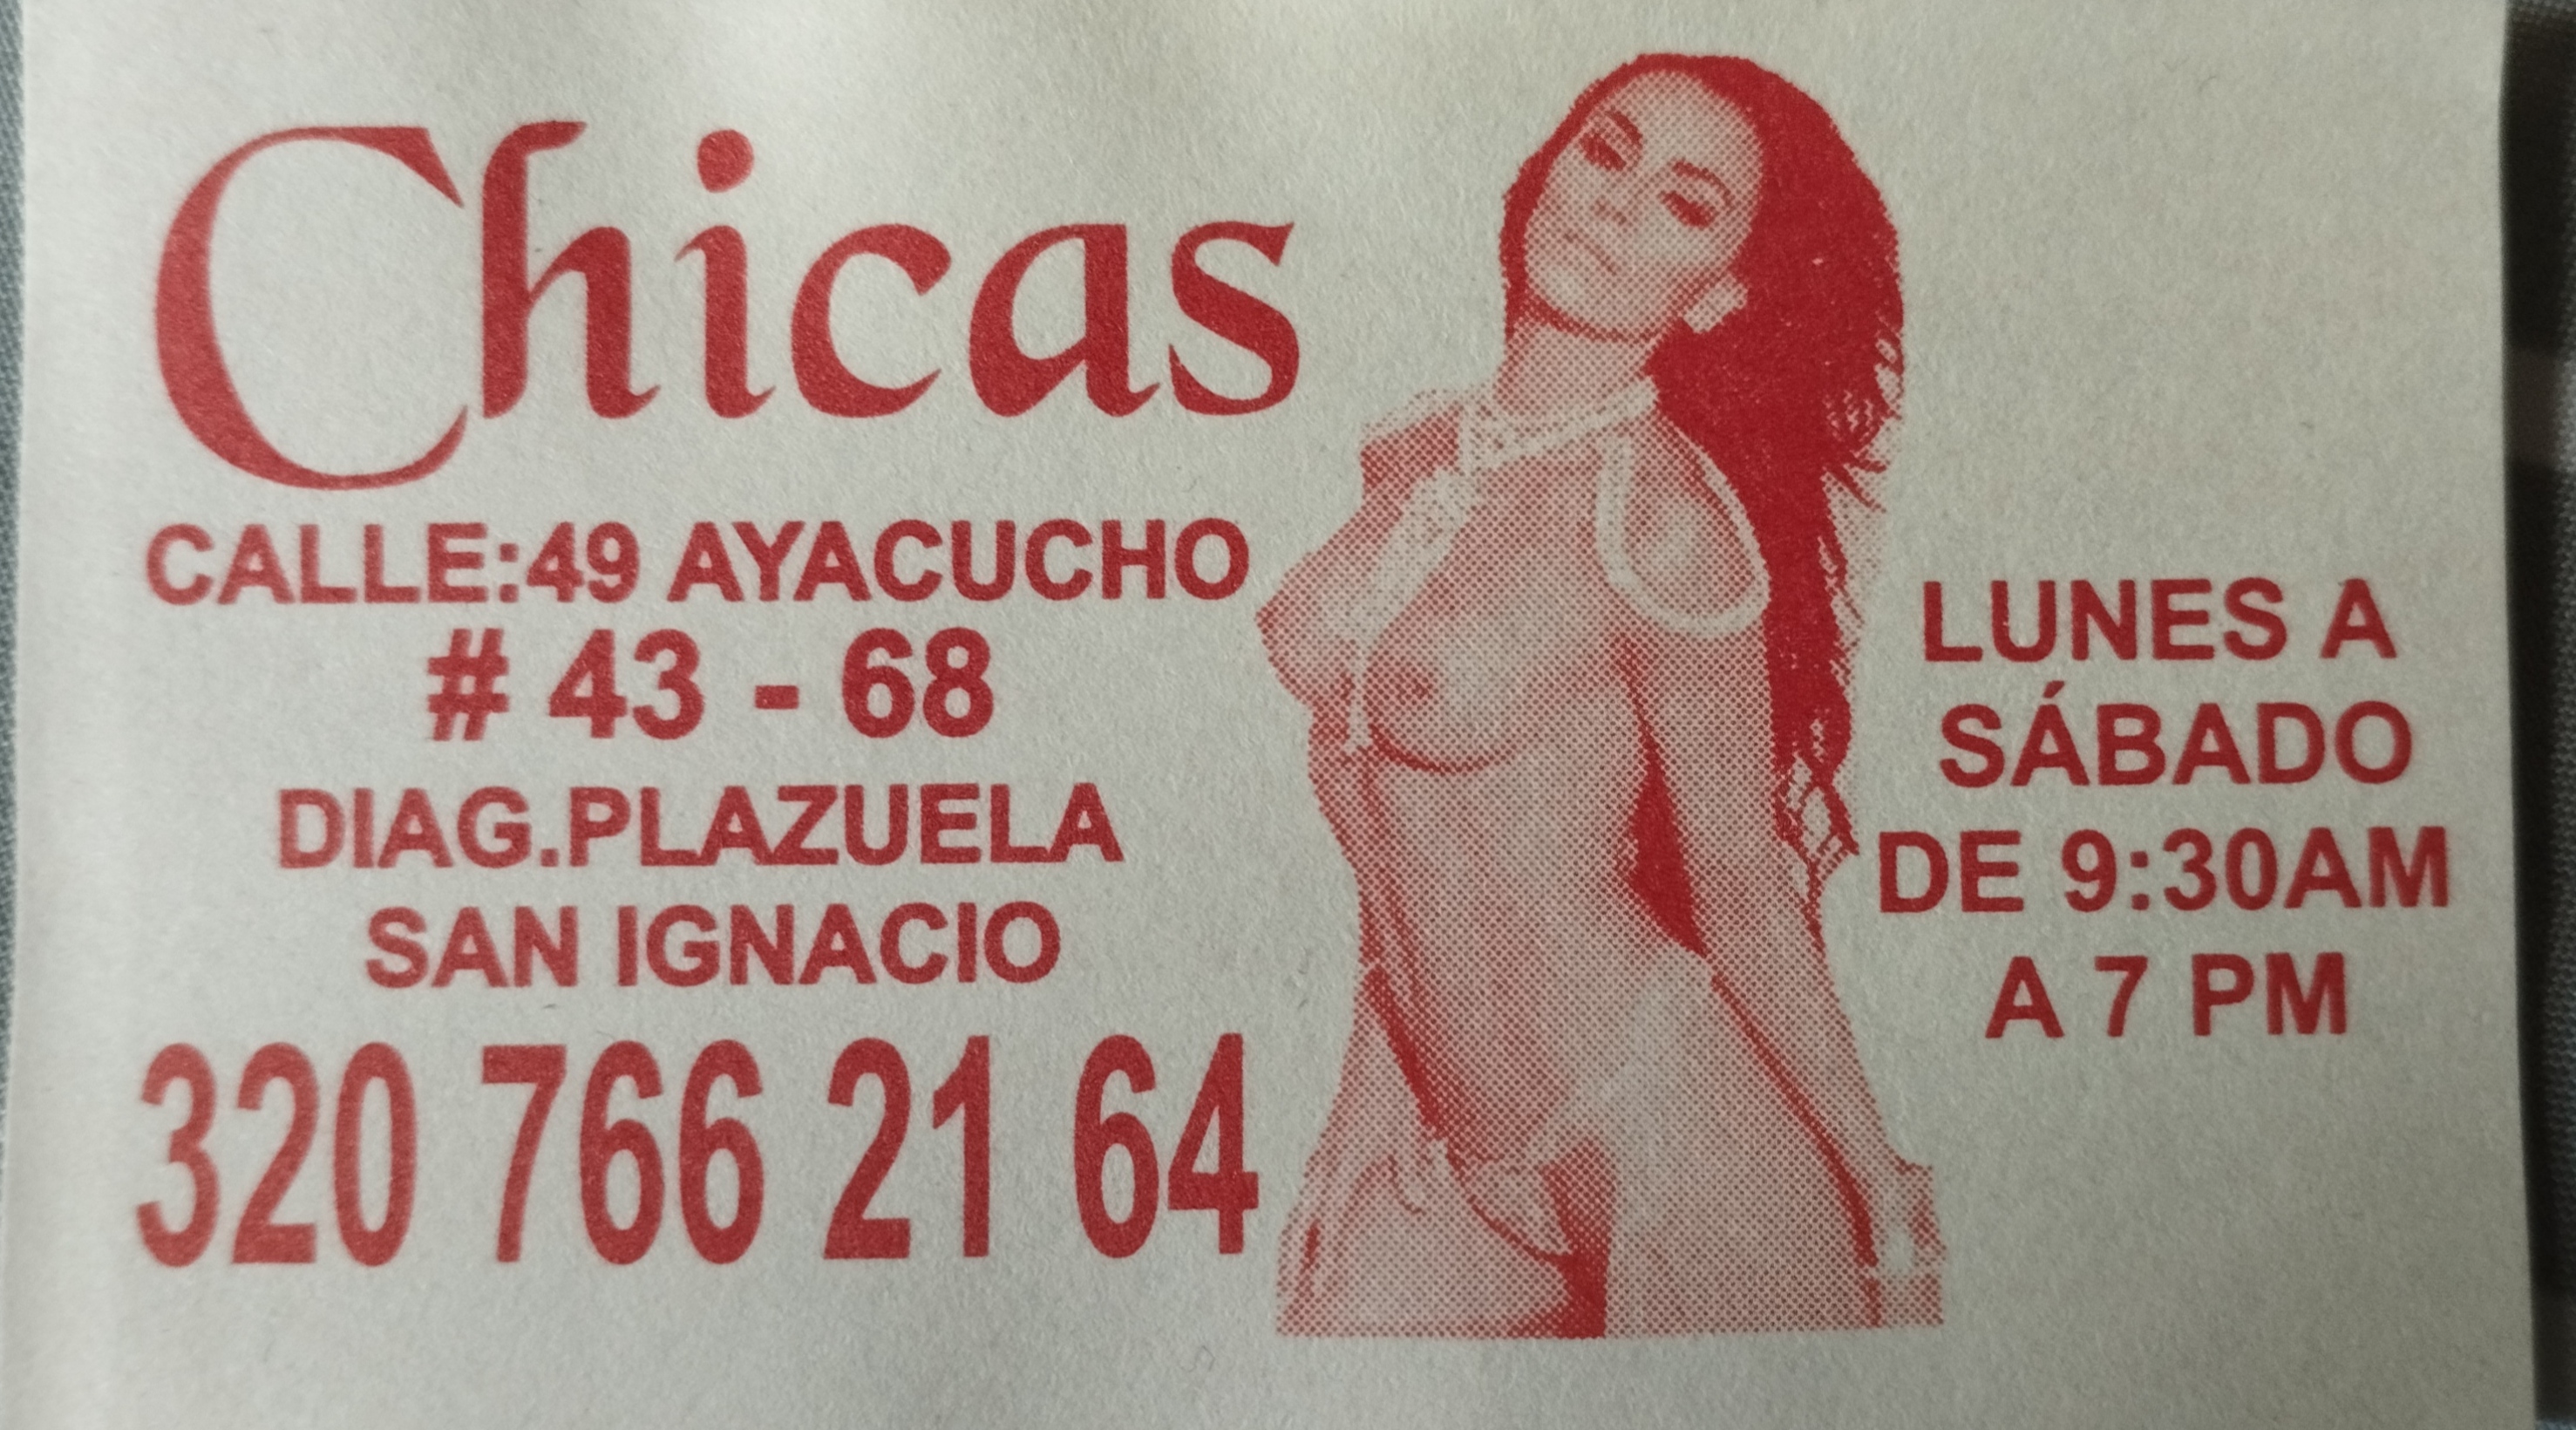 Chicas
CALLE:49 AYACUCHO
# 43 - 68
DIAG.PLAZUELA
SAN IGNACIO
320 766 21 64
LUNES A
SÁBADO
DE 9:30AM
A 7 PM